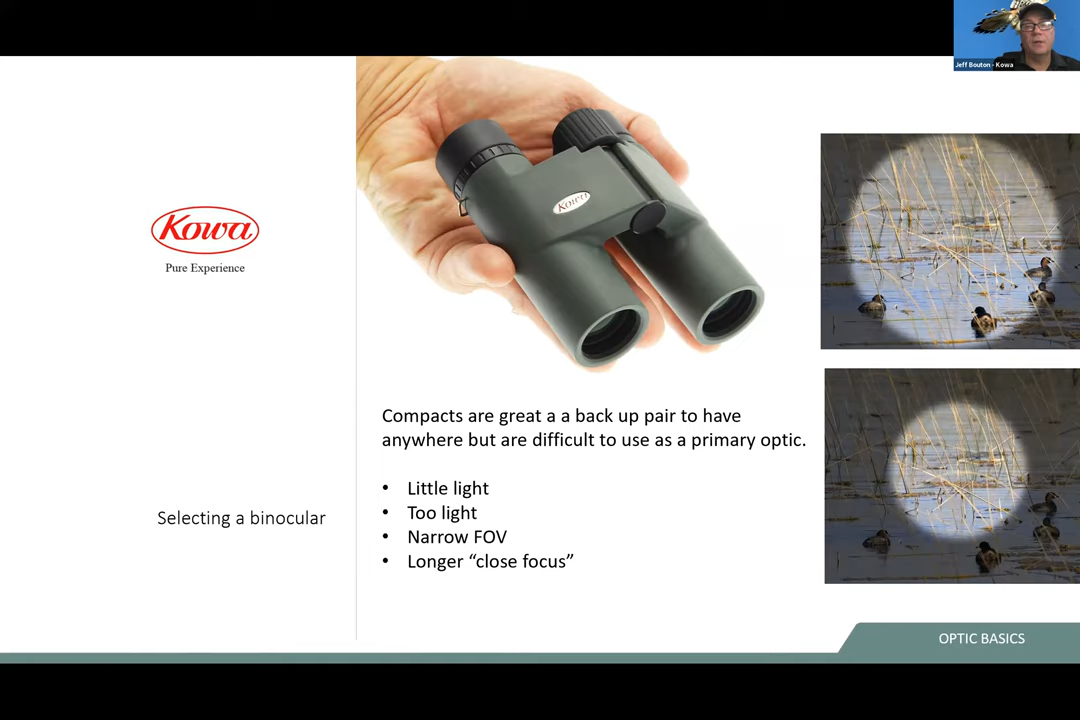 Jeff Bouton - Kowa
Kowa
Pure Experience
Kowa
Compacts are great a a back up pair to have
anywhere but are difficult to use as a primary optic.
• Little light
• Too light
• Narrow FOV
• Longer “close focus”
Selecting a binocular
OPTIC BASICS